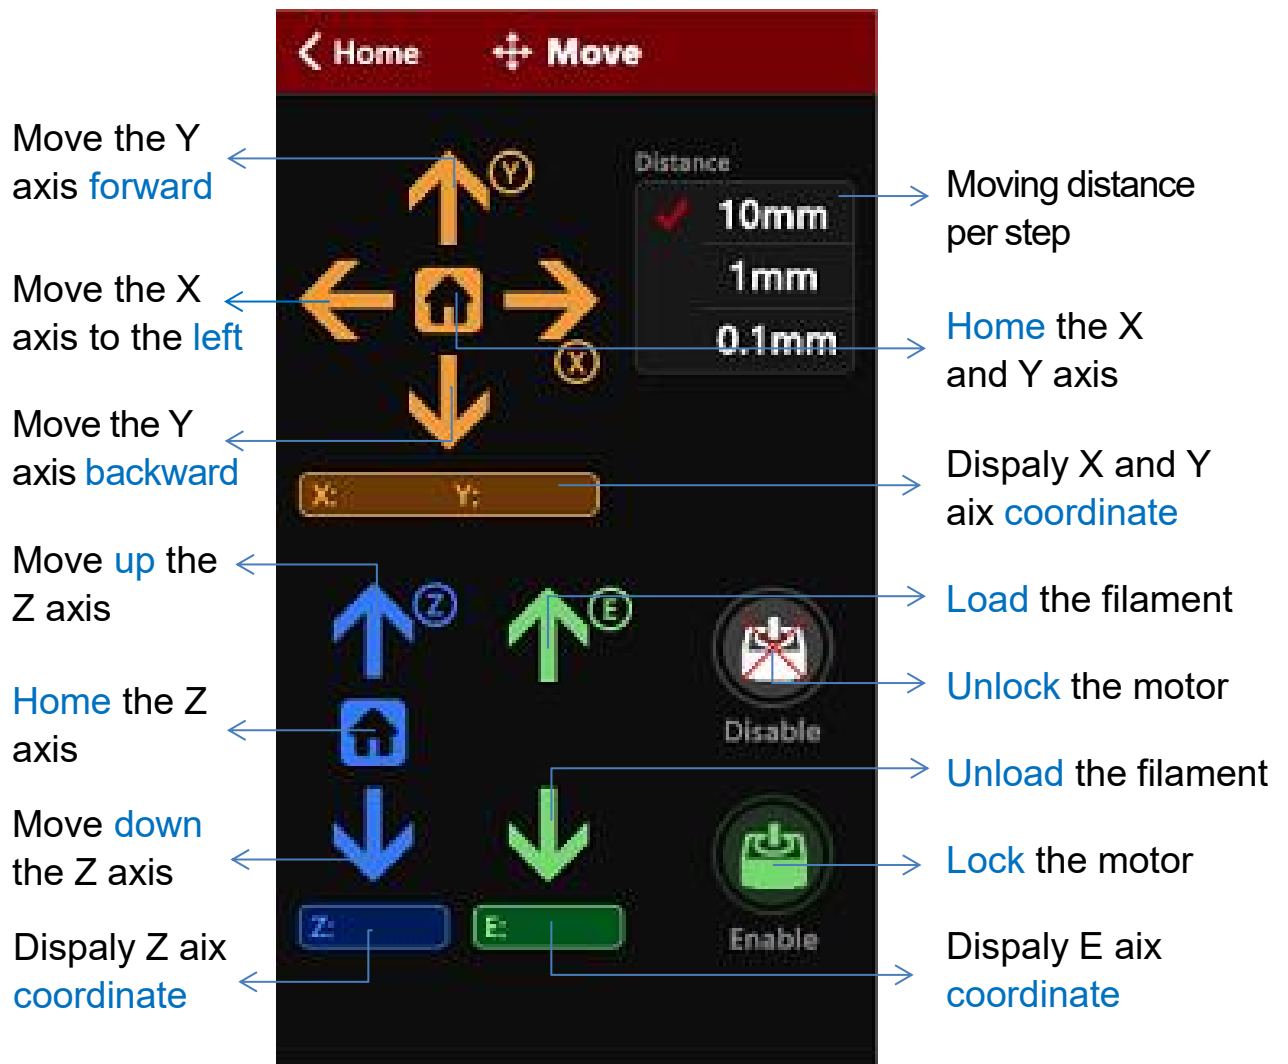 Home
Move
Move the Y
axis forward
Move the X
axis to the left
Move the Y
axis backward
Move up the
Z axis
Home the Z
axis
Move down
the Z axis
Dispaly Z aix
coordinate
Y
X
Distance
10mm
1mm
0.1mm
X: Y:
Z
E
Disable
Enable
Z:
E:
Moving distance
per step
Home the X
and Y axis
Dispaly X and Y
aix coordinate
Load the filament
Unlock the motor
Unload the filament
Lock the motor
Dispaly E aix
coordinate